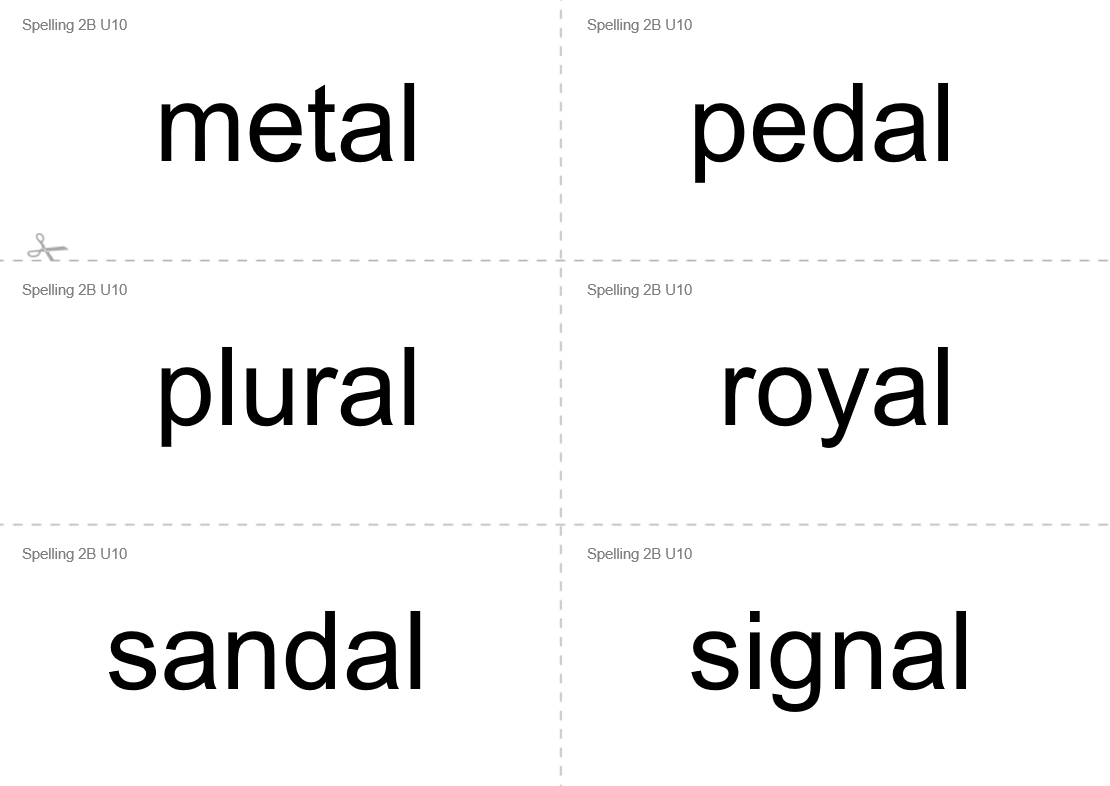 Spelling 2B U10
metal
Spelling 2B U10
pedal
Spelling 2B U10
plural
Spelling 2B U10
royal
Spelling 2B U10
sandal
Spelling 2B U10
signal